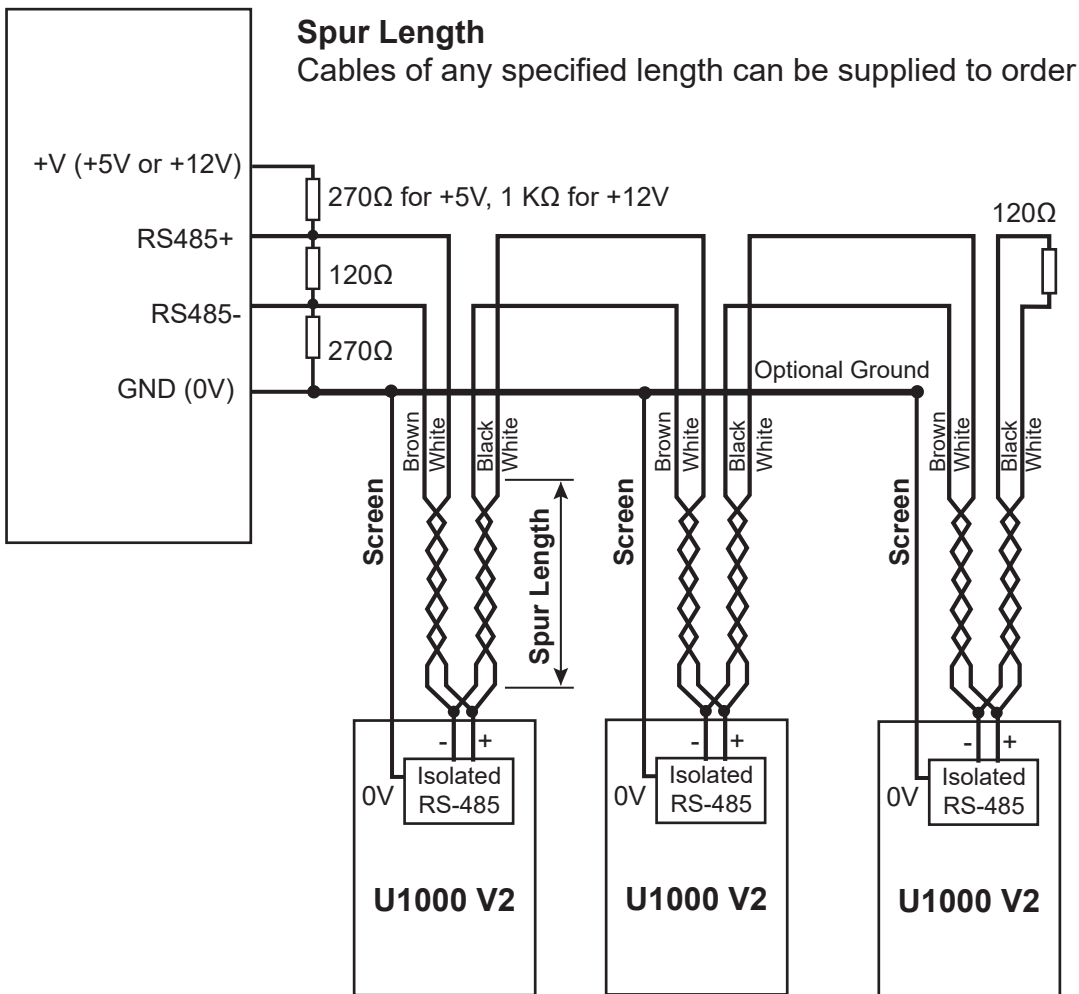 Spur Length
Cables of any specified length can be supplied to order
+V (+5V or +12V)
270Ω for +5V, 1 KΩ for +12V
120Ω
RS485+
120Ω
RS485-
270Ω
Optional Ground
GND (0V)
Brown
White
Black
White
Brown
White
Black
White
Brown
White
Black
White
Screen
Spur Length
Screen
Screen
- +
- +
- +
0V
Isolated
RS-485
0V
Isolated
RS-485
0V
Isolated
RS-485
U1000 V2
U1000 V2
U1000 V2